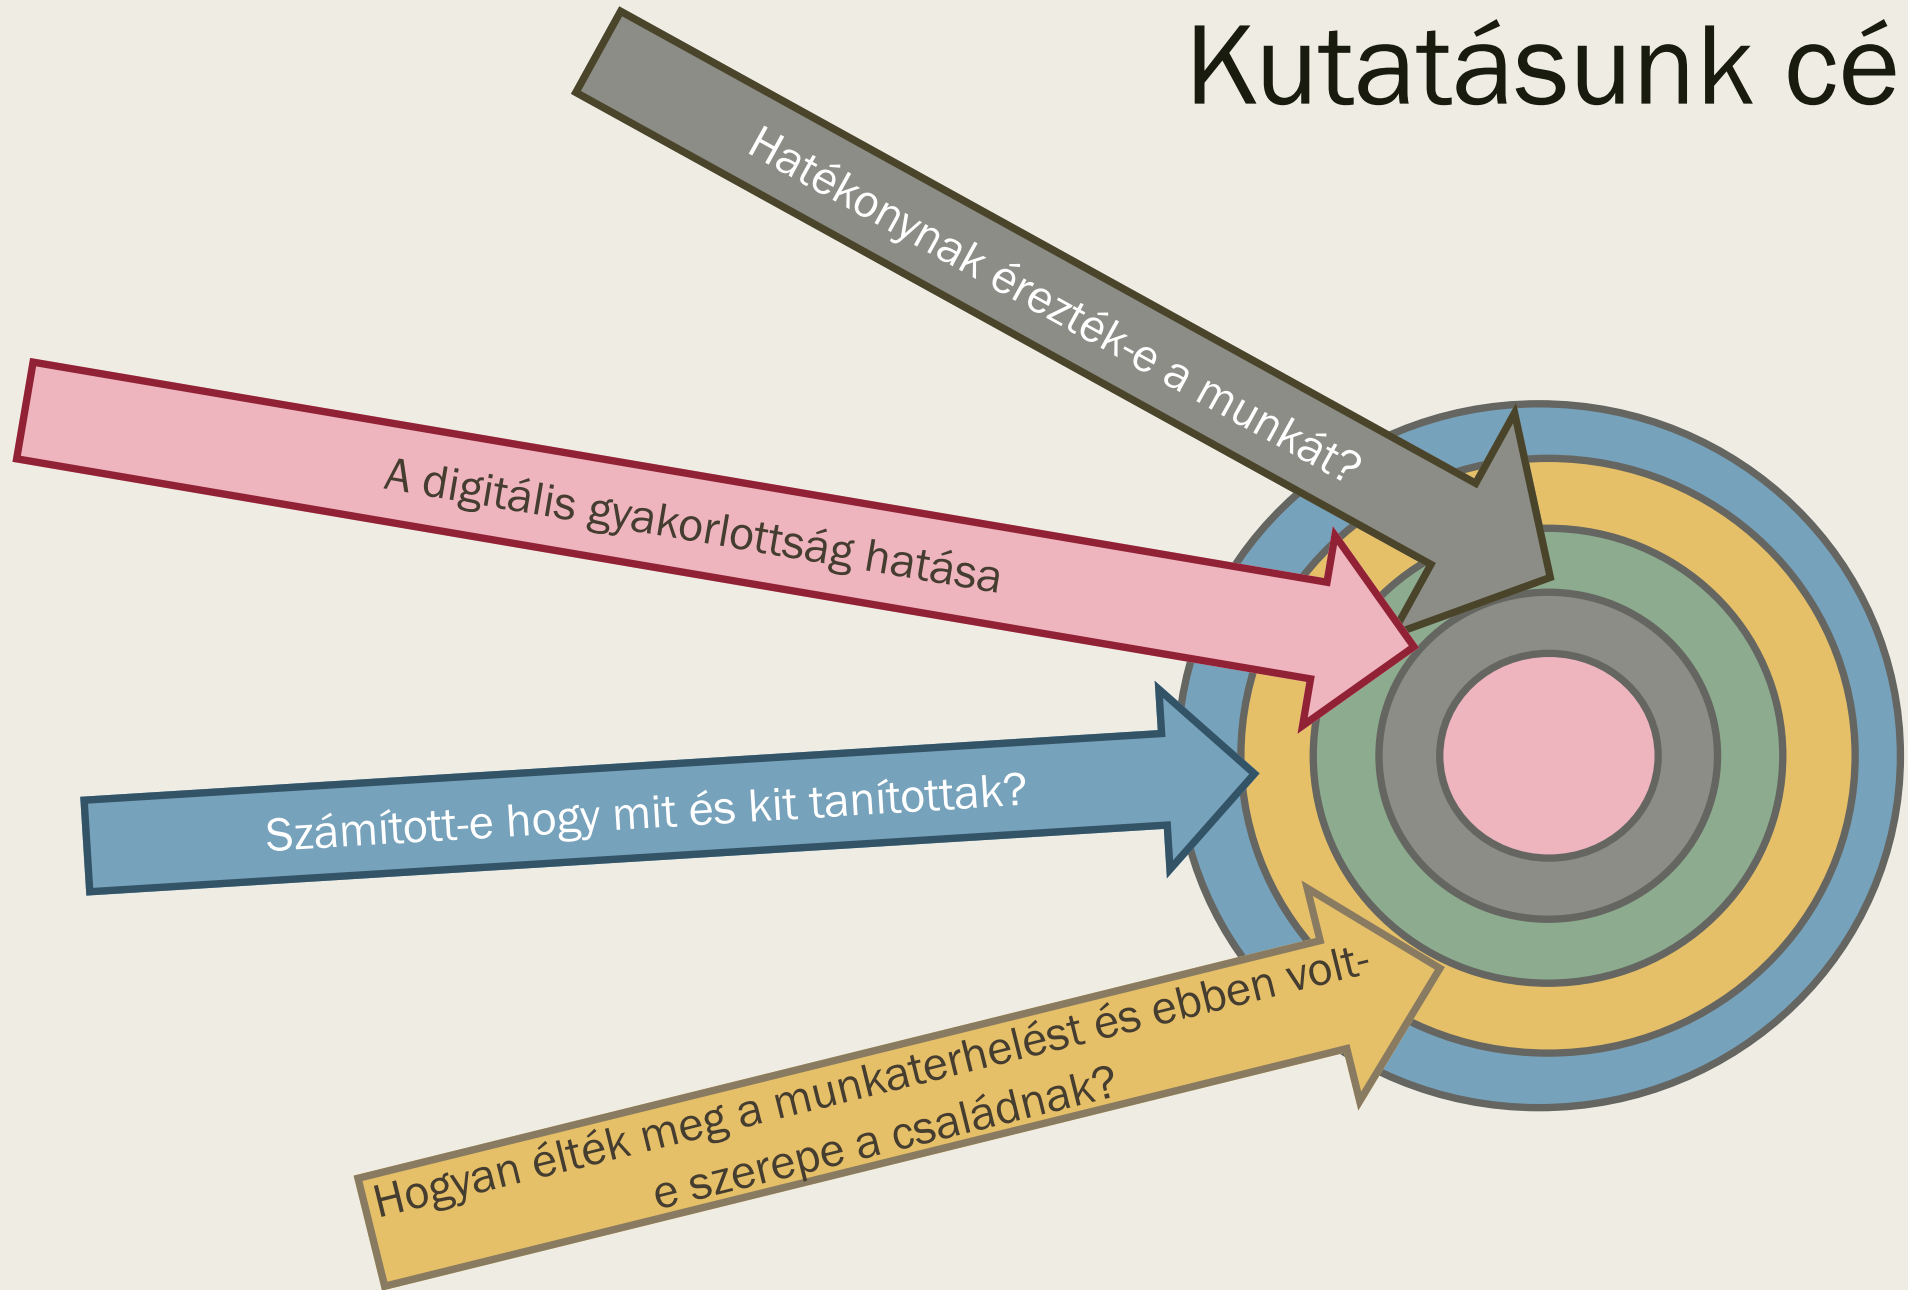 Kutatásunk cé
Hatékonynak érezték-e a munkát?
A digitális gyakorlottság hatása
Számított-e hogy mit és kit tanítottak?
Hogyan élték meg a munkaterhelést és ebben volt-
e szerepe a családnak?